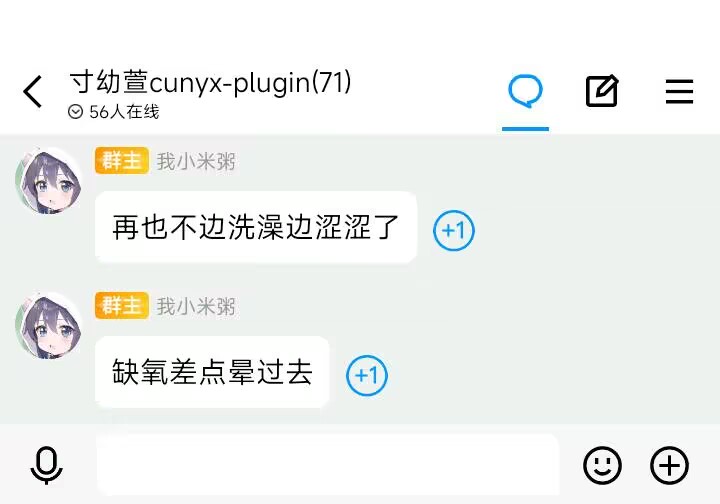 寸幼萱cunyx-plugin(71)
56人在线
群主 我小米粥
再也不边洗澡边涩涩了
+1
群主 我小米粥
缺氧差点晕过去
+1